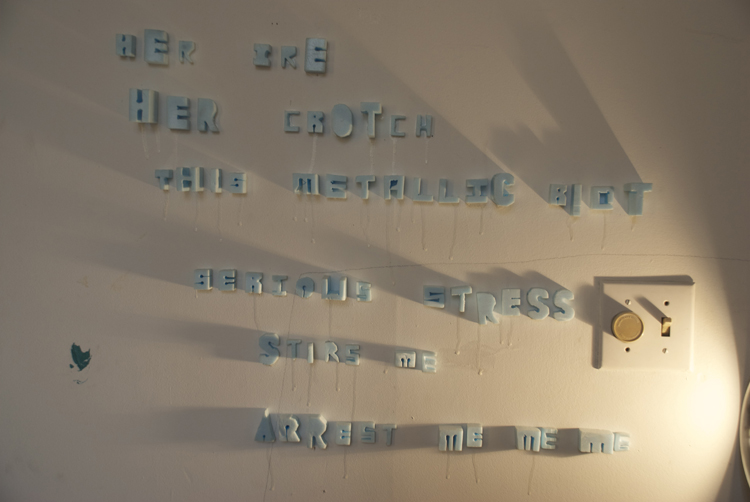 HER IRE
HER CROTCH
THIS METALLIC RIOT
SERIOUS STRESS
STIRS ME
ARREST ME ME ME